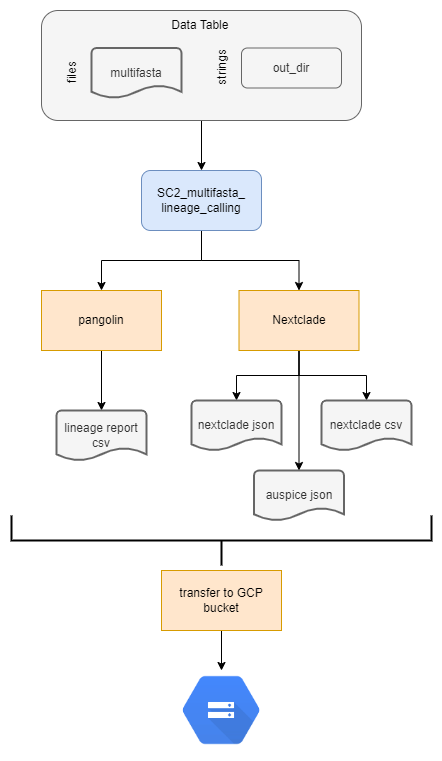 Data Table
files
multifasta
strings
out_dir
SC2_multifasta_
lineage_calling
pangolin
Nextclade
lineage report
csv
nextclade json
nextclade csv
auspice json
transfer to GCP
bucket